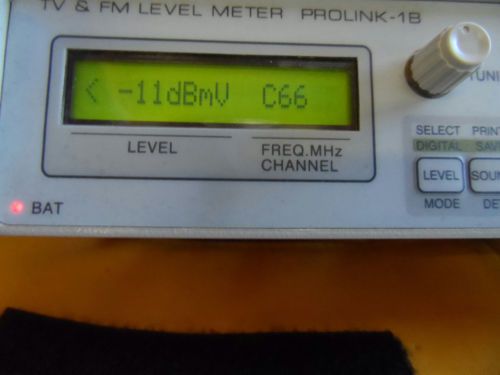 TV & FM LEVEL METER PROLINK-1B
< -11dBmV C66
LEVEL
FREQ.MHz
CHANNEL
BAT
SELECT
DIGITAL
LEVEL
MODE